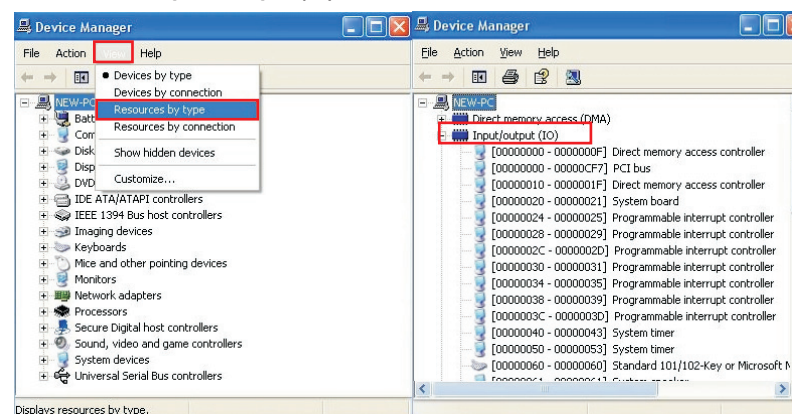 Device Manager
File Action View Help
Devices by type
Devices by connection
Resources by type
Resources by connection
Show hidden devices
Customize...
NEW-PC
Batt
Com
Disk
Disp
DVD
IDE ATA/ATAPI controllers
IEEE 1394 Bus host controllers
Imaging devices
Keyboards
Mice and other pointing devices
Monitors
Network adapters
Processors
Secure Digital host controllers
Sound, video and game controllers
System devices
Universal Serial Bus controllers
Displays resources by type.
Device Manager
File Action View Help
NEW-PC
Direct memory access (DMA)
Input/output (IO)
[00000000 - 0000000F] Direct memory access controller
[00000000 - 00000CF7] PCI bus
[00000010 - 0000001F] Direct memory access controller
[00000020 - 00000021] System board
[00000024 - 00000025] Programmable interrupt controller
[00000028 - 00000029] Programmable interrupt controller
[0000002C - 0000002D] Programmable interrupt controller
[00000030 - 00000031] Programmable interrupt controller
[00000034 - 00000035] Programmable interrupt controller
[00000038 - 00000039] Programmable interrupt controller
[0000003C - 0000003D] Programmable interrupt controller
[00000040 - 00000043] System timer
[00000050 - 00000053] System timer
[00000060 - 00000060] Standard 101/102-Key or Microsoft N
[00000061 - 00000061] System speaker